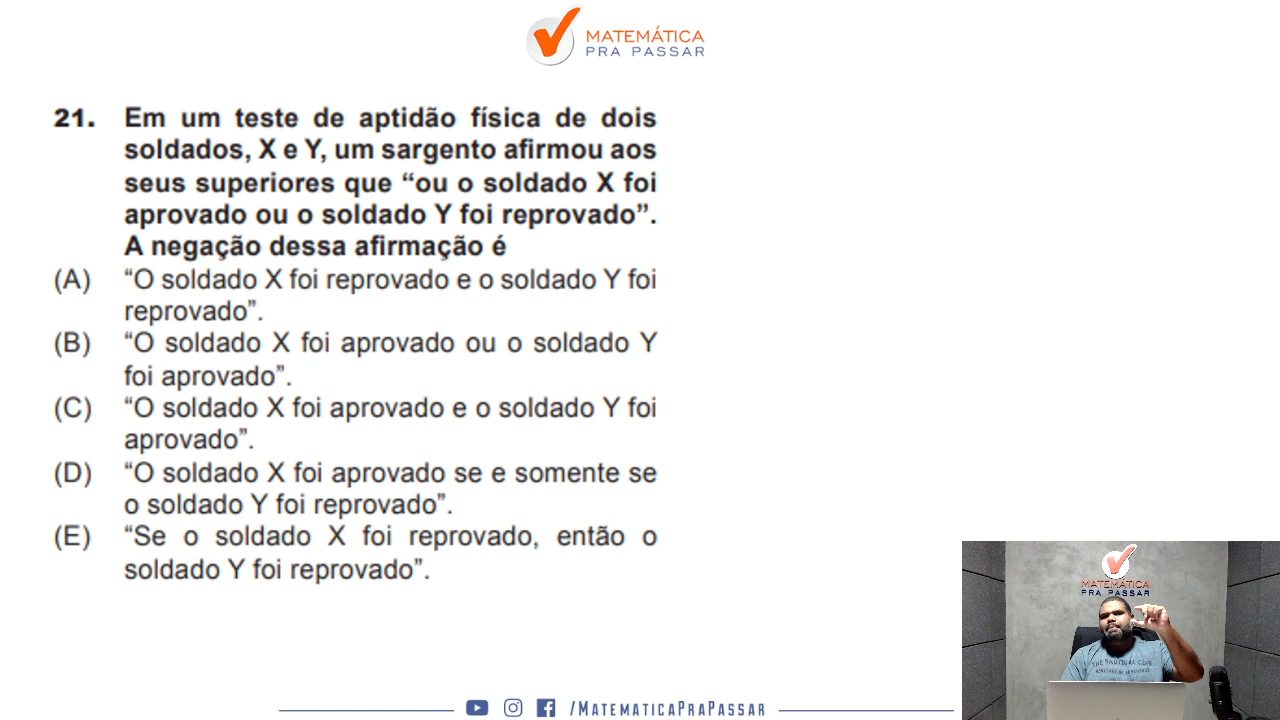 MATEMÁTICA
PRA PASSAR
21. Em um teste de aptidão física de dois
soldados, X e Y, um sargento afirmou aos
seus superiores que “ou o soldado X foi
aprovado ou o soldado Y foi reprovado”.
A negação dessa afirmação é
(A) “O soldado X foi reprovado e o soldado Y foi
reprovado”.
(B) “O soldado X foi aprovado ou o soldado Y
foi aprovado”.
(C) “O soldado X foi aprovado e o soldado Y foi
aprovado”.
(D) “O soldado X foi aprovado se e somente se
o soldado Y foi reprovado”.
(E) “Se o soldado X foi reprovado, então o
soldado Y foi reprovado”.
MATEMÁTICA
PRA PASSAR
/MATEMATICAPRAPASSAR